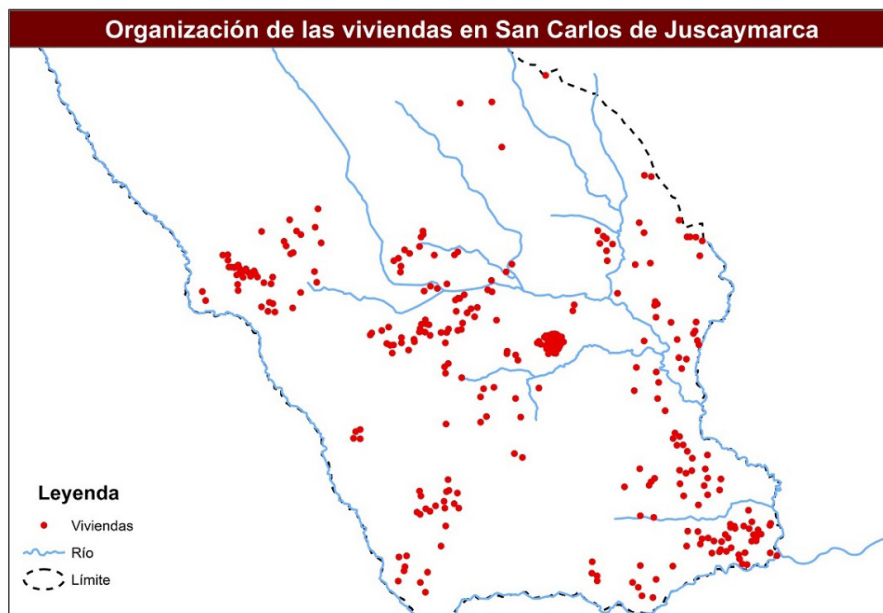 Organización de las viviendas en San Carlos de Juscaymarca
Leyenda
Viviendas
Río
Límite